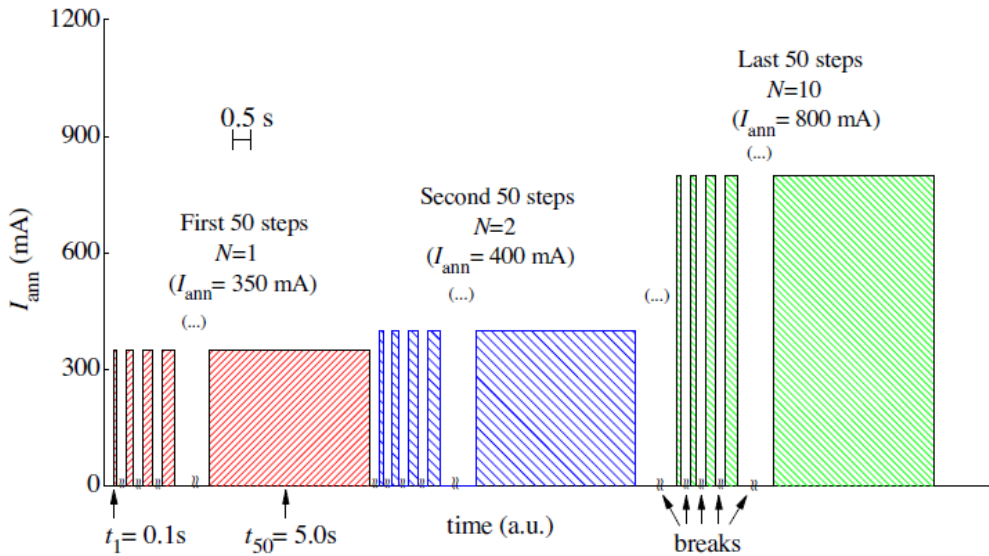 1200
900
600
300
0
I_ann (mA)
0.5 s
First 50 steps
N=1
(I_ann= 350 mA)
(...)
Second 50 steps
N=2
(I_ann= 400 mA)
(...)
(...)
Last 50 steps
N=10
(I_ann= 800 mA)
(...)
t_1= 0.1s
t_50= 5.0s
time (a.u.)
breaks